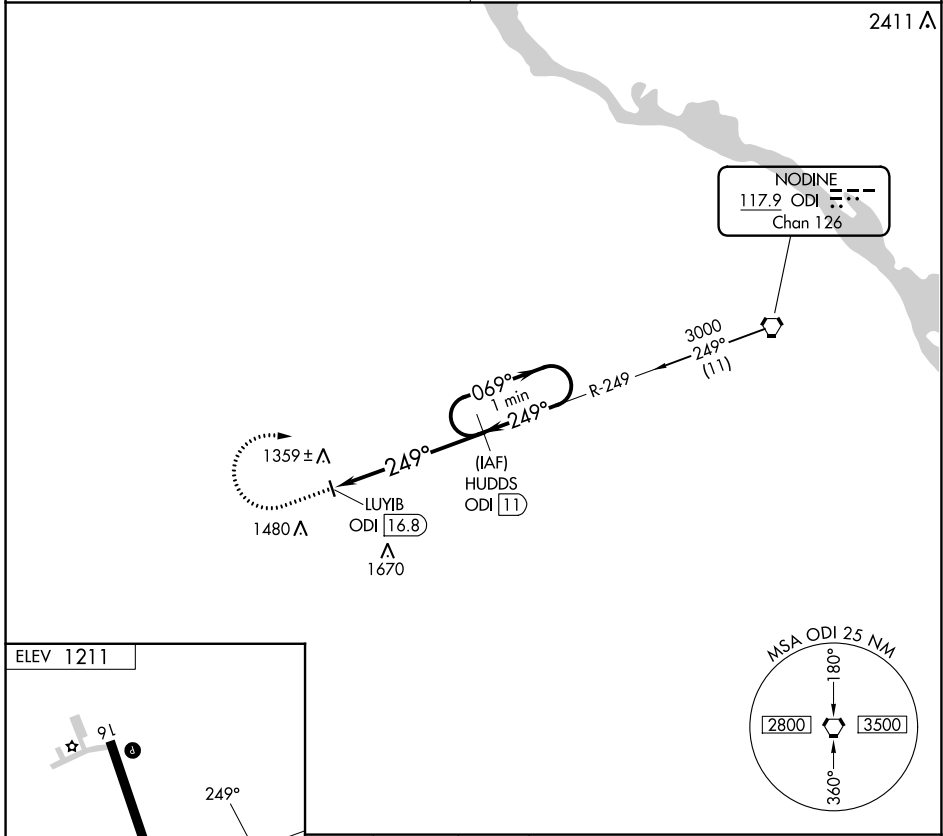 2411
NODINE
117.9 ODI
Chan 126
3000
249°
(11)
R-249
069°
1 min
249°
249°
(IAF)
HUDDS
ODI 11
1359±
LUYIB
ODI 16.8
1480
1670
ELEV 1211
16
P
249°
MSA ODI 25 NM
180°
2800
3500
360°